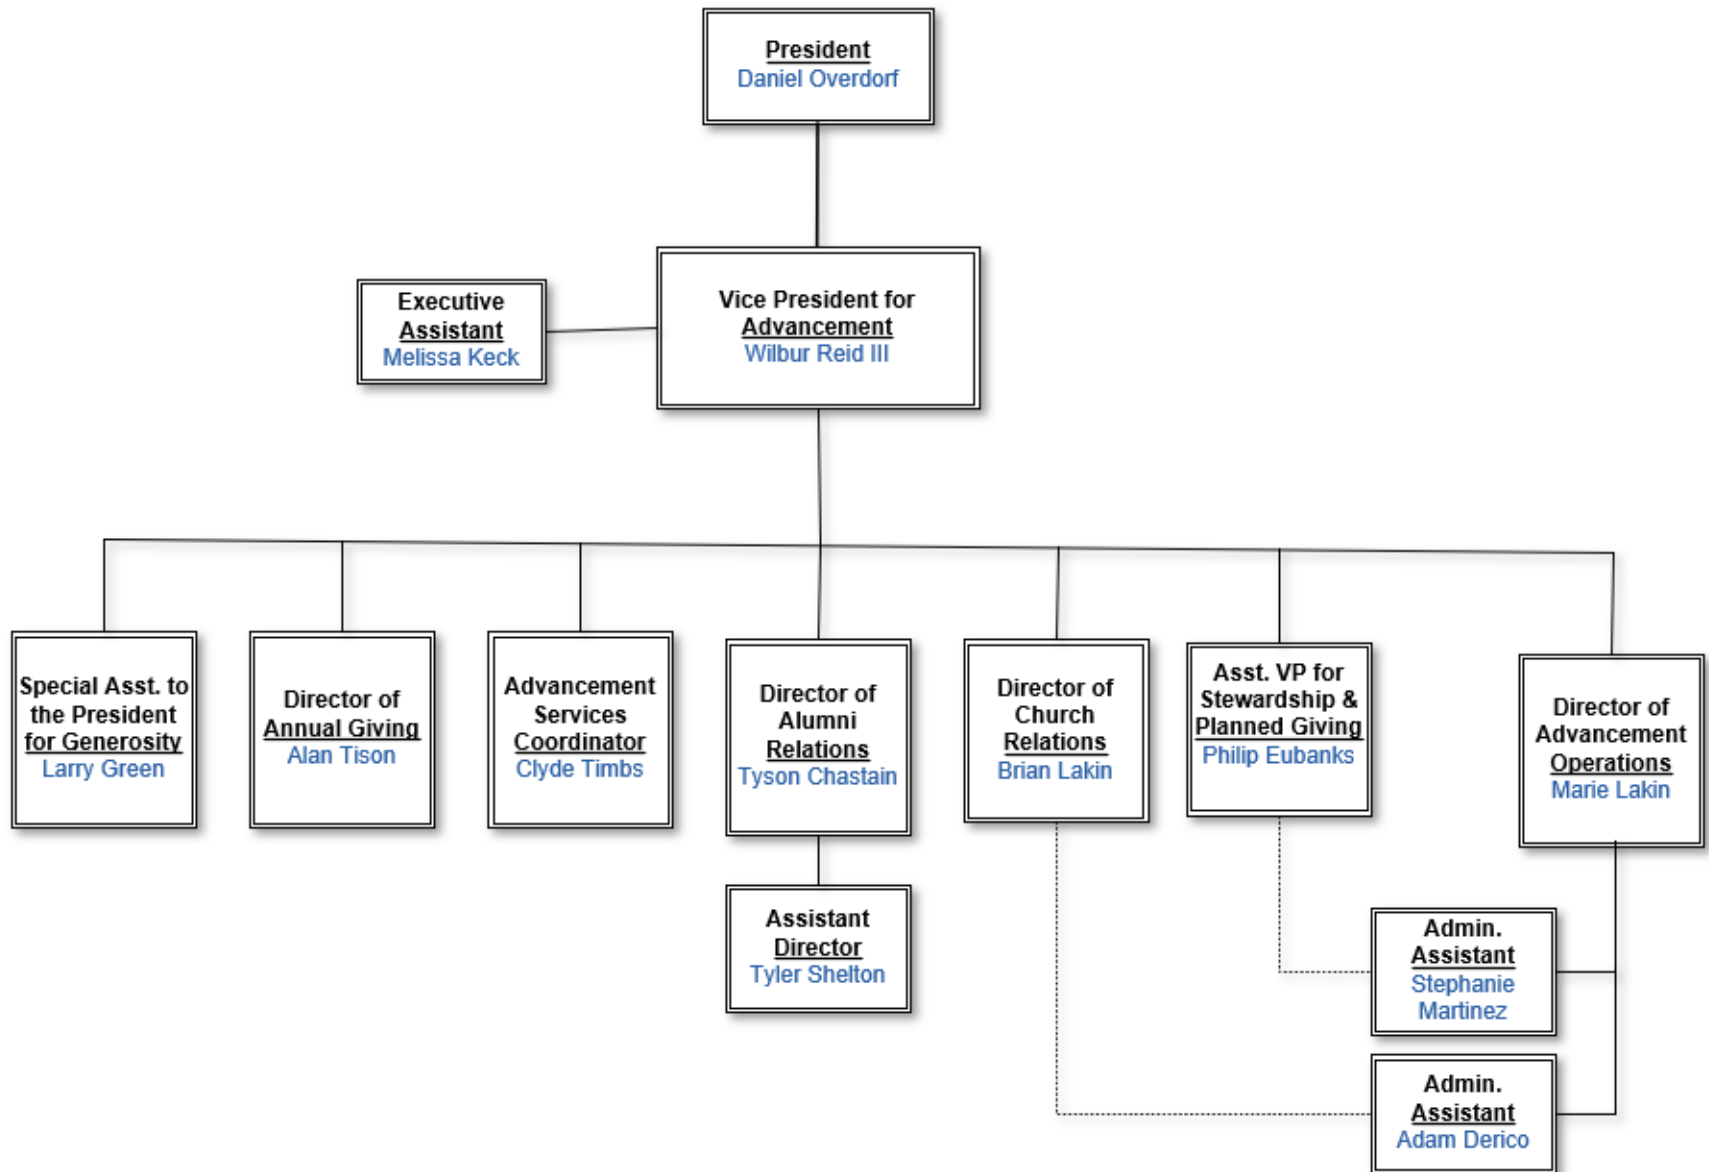 President
Daniel Overdorf
Executive
Assistant
Melissa Keck
Vice President for
Advancement
Wilbur Reid III
Special Asst. to
the President
for Generosity
Larry Green
Director of
Annual Giving
Alan Tison
Advancement
Services
Coordinator
Clyde Timbs
Director of
Alumni
Relations
Tyson Chastain
Director of
Church
Relations
Brian Lakin
Asst. VP for
Stewardship &
Planned Giving
Philip Eubanks
Director of
Advancement
Operations
Marie Lakin
Assistant
Director
Tyler Shelton
Admin.
Assistant
Stephanie
Martinez
Admin.
Assistant
Adam Derico